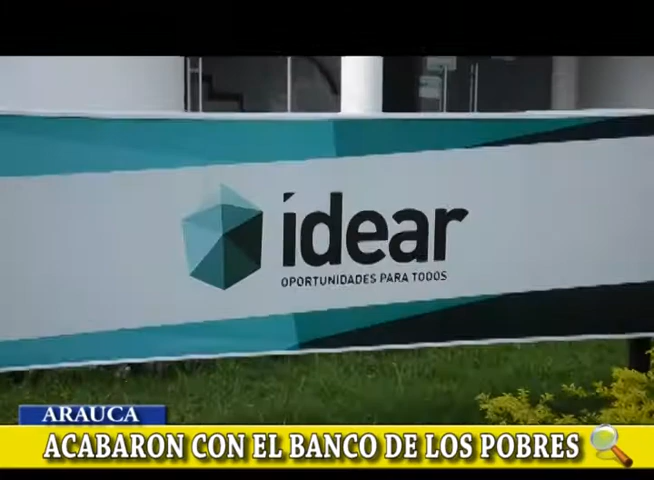 idear
OPORTUNIDADES PARA TODOS
ARAUCA
ACABARON CON EL BANCO DE LOS POBRES